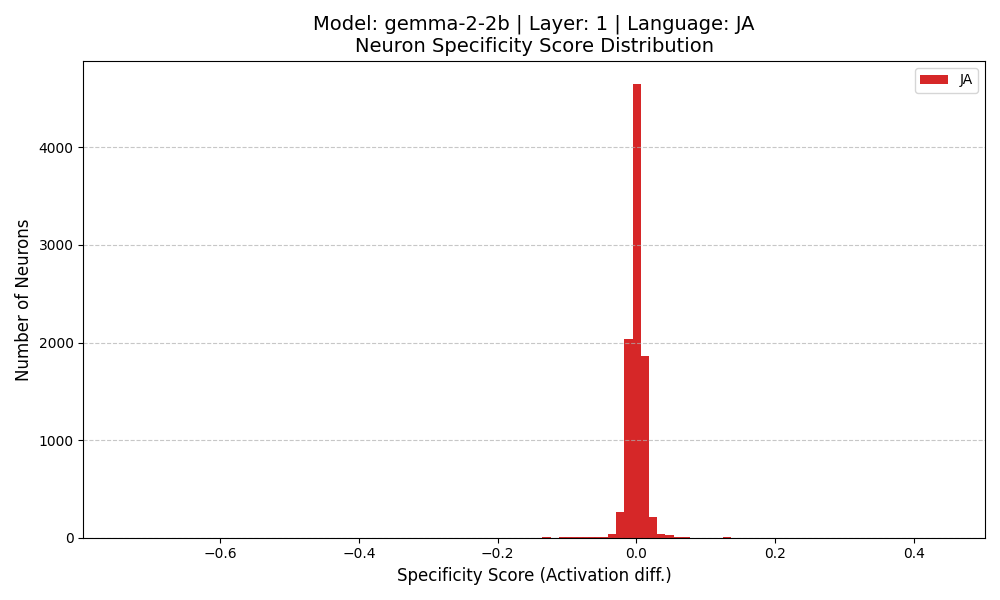 Model: gemma-2-2b | Layer: 1 | Language: JA
Neuron Specificity Score Distribution
JA
Number of Neurons
4000
3000
2000
1000
0
−0.6 −0.4 −0.2 0.0 0.2 0.4
Specificity Score (Activation diff.)